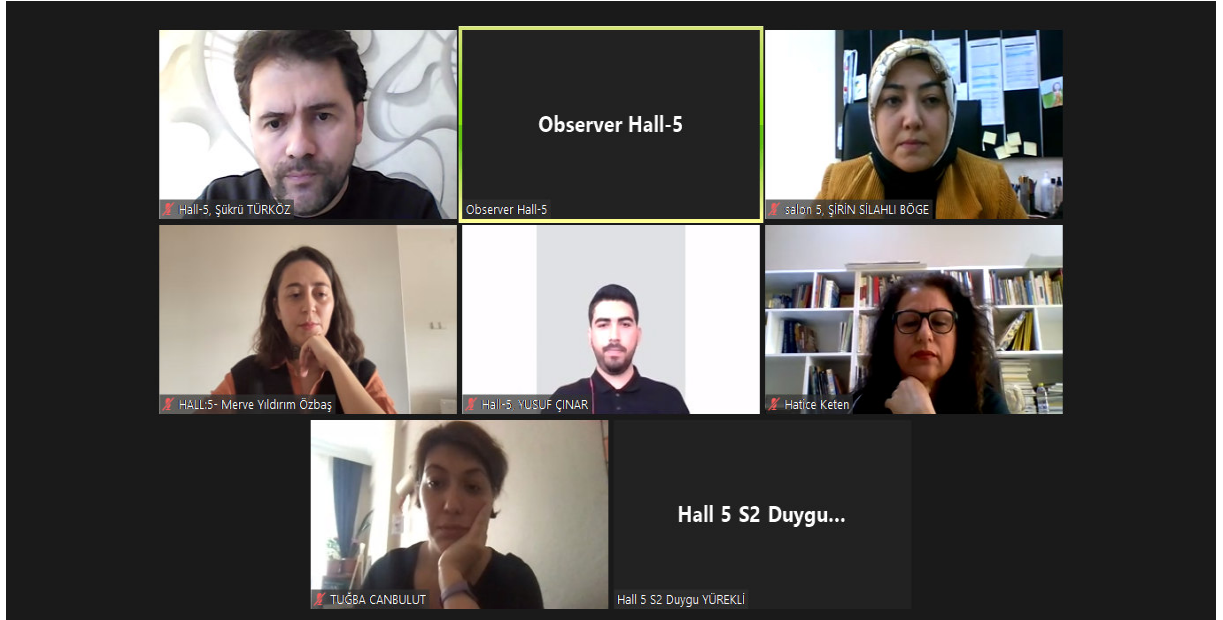 Observer Hall-5
Hall-5, Şükrü TÜRKÖZ
Observer Hall-5
salon 5, ŞİRİN SİLAHLI BÖGE
HALL:5- Merve Yıldırım Özbaş
Hall-5, YUSUF ÇINAR
Hatice Keten
Hall 5 S2 Duygu...
TUĞBA CANBULUT
Hall 5 S2 Duygu YÜREKLİ